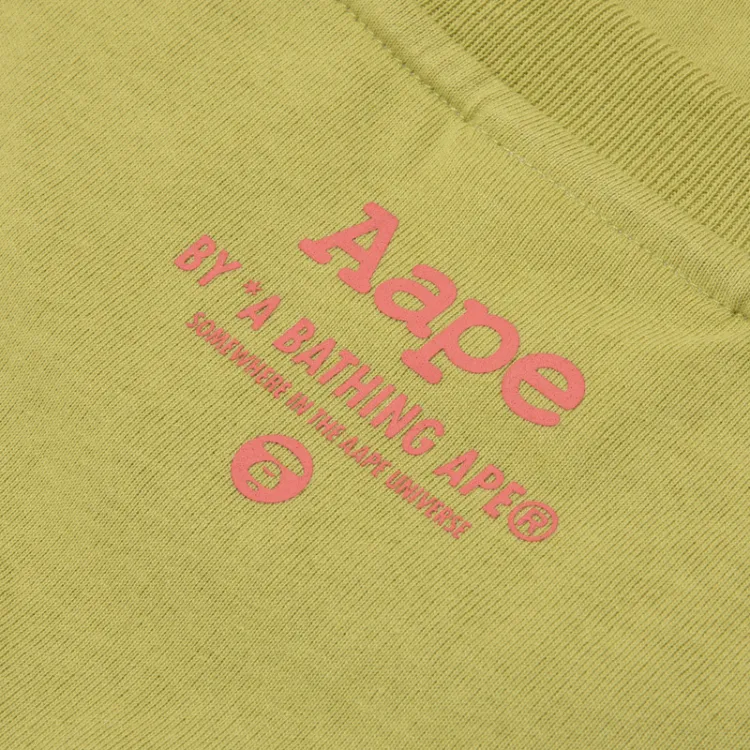 Aape
BY *A BATHING APE®
SOMEWHERE IN THE AAPE UNIVERSE